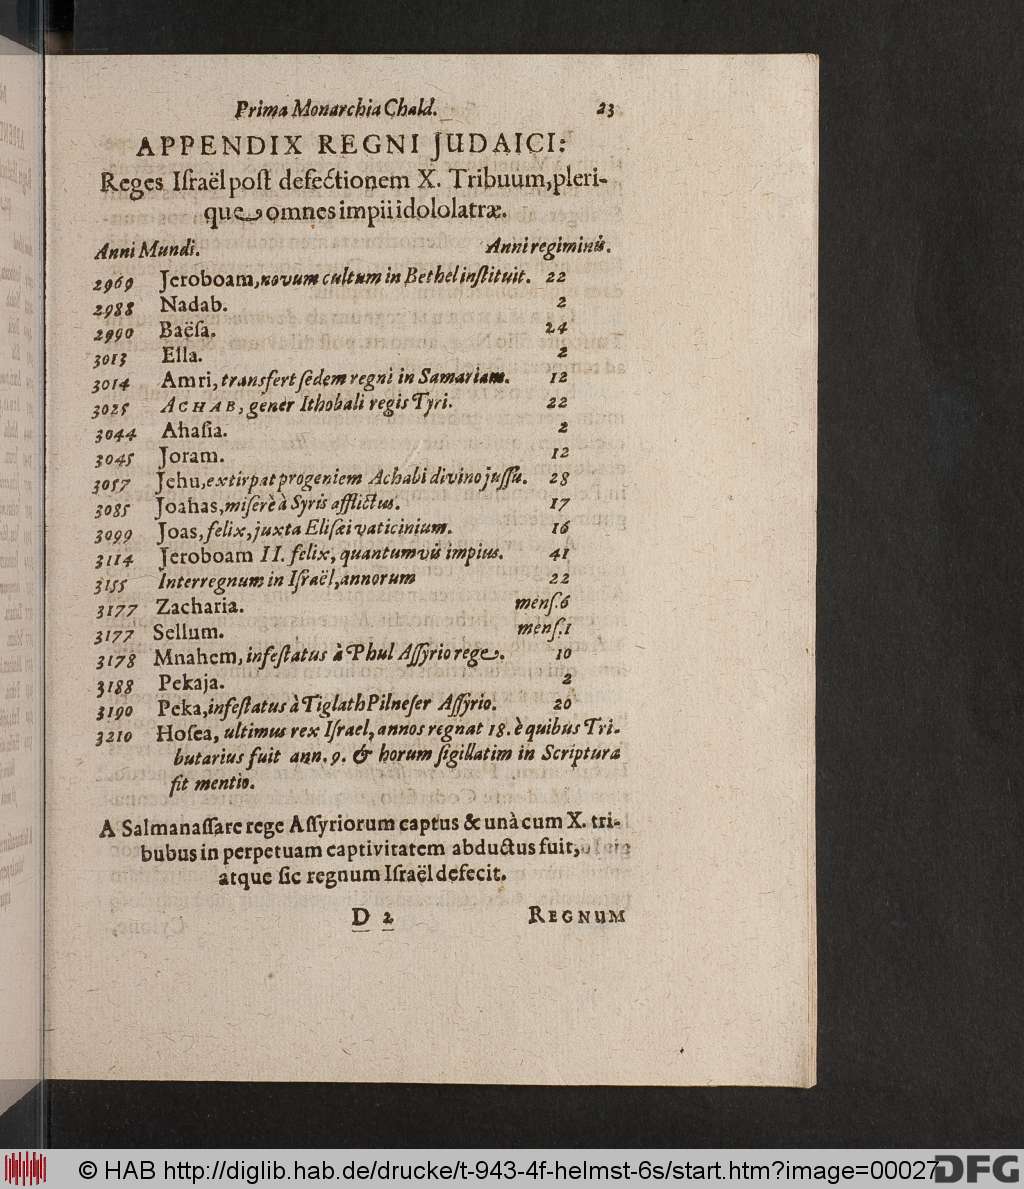 Prima Monarchia Chald. 23
APPENDIX REGNI JUDAICI:
Reges Iſraël poſt defectionem X. Tribuum, pleri-
que omnes impii idololatræ.
Anni Mundi. Anni regiminis.
2969 Jeroboam, novum cultum in Bethel inſtituit. 22
2988 Nadab. 2
2990 Baëſa. 24
3013 Ella. 2
3014 Amri, transfert ſedem regni in Samariam. 12
3025 ACHAB, gener Ithobali regis Tyri. 22
3044 Ahaſia. 2
3045 Joram. 12
3057 Jehu, extirpat progeniem Achabi divino juſſu. 28
3085 Joahas, miſerè à Syris afflictus. 17
3099 Joas, felix, juxta Eliſæi vaticinium. 16
3114 Jeroboam II. felix, quantumvis impius. 41
3155 Interregnum in Iſraël, annorum 22
3177 Zacharia. menſ. 6
3177 Sellum. menſ. 1
3178 Mnahem, infeſtatus à Phul Aſſyrio rege. 10
3188 Pekaja. 2
3190 Peka, infeſtatus à Tiglath Pilneſer Aſſyrio. 20
3210 Hoſea, ultimus rex Iſrael, annos regnat 18. è quibus Tri-
butarius fuit ann. 9. & horum ſigillatim in Scriptura
fit mentio.
A Salmanaſſare rege Aſſyriorum captus & unà cum X. tri-
bubus in perpetuam captivitatem abductus fuit,
atque ſic regnum Iſraël defecit.
D 2 REGNUM
© HAB http://diglib.hab.de/drucke/t-943-4f-helmst-6s/start.htm?image=00027
DFG